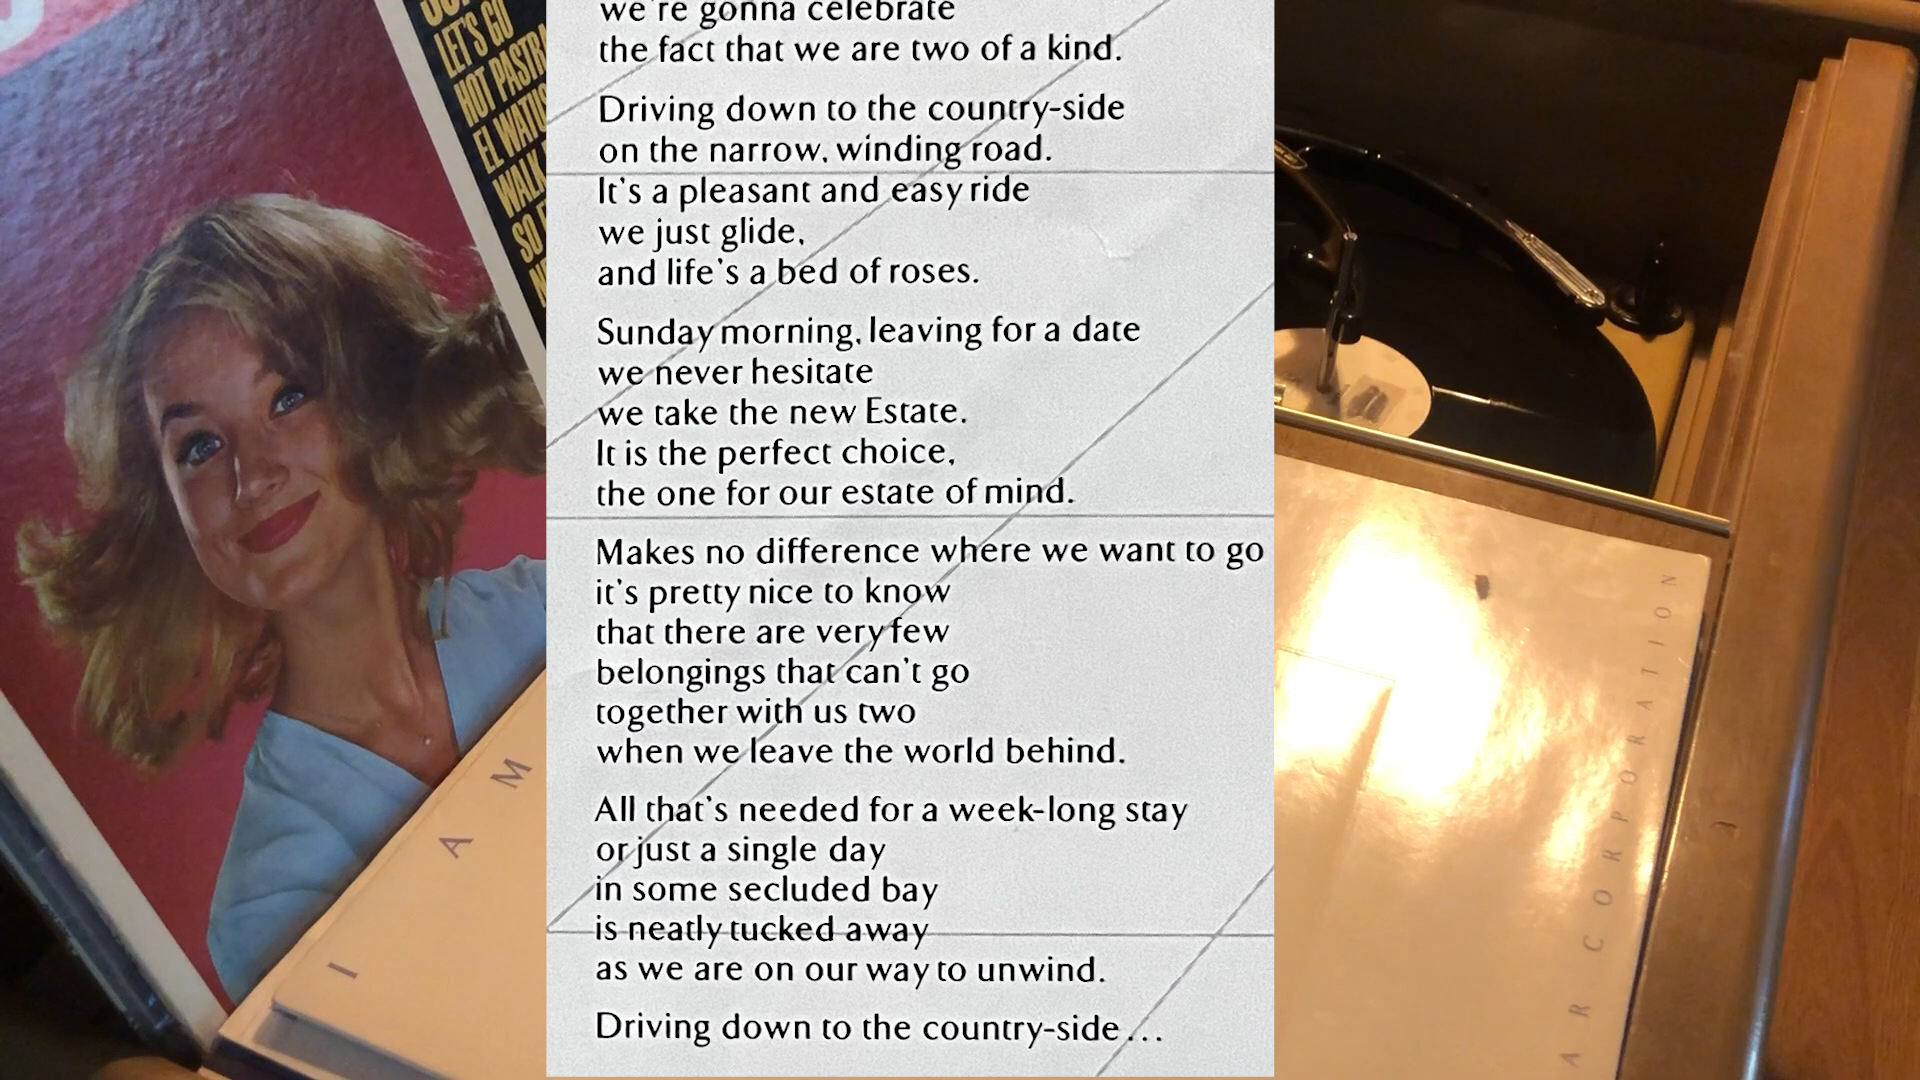 LET'S GO
HOT PASTRA
EL WATUS
WALK
SO F
we're gonna celebrate
the fact that we are two of a kind.
Driving down to the country-side
on the narrow, winding road.
It's a pleasant and easy ride
we just glide,
and life's a bed of roses.
Sunday morning, leaving for a date
we never hesitate
we take the new Estate.
It is the perfect choice,
the one for our estate of mind.
Makes no difference where we want to go
it's pretty nice to know
that there are very few
belongings that can't go
together with us two
when we leave the world behind.
All that's needed for a week-long stay
or just a single day
in some secluded bay
is neatly tucked away
as we are on our way to unwind.
Driving down to the country-side...
I A M
A R C O R P O R A T I O N